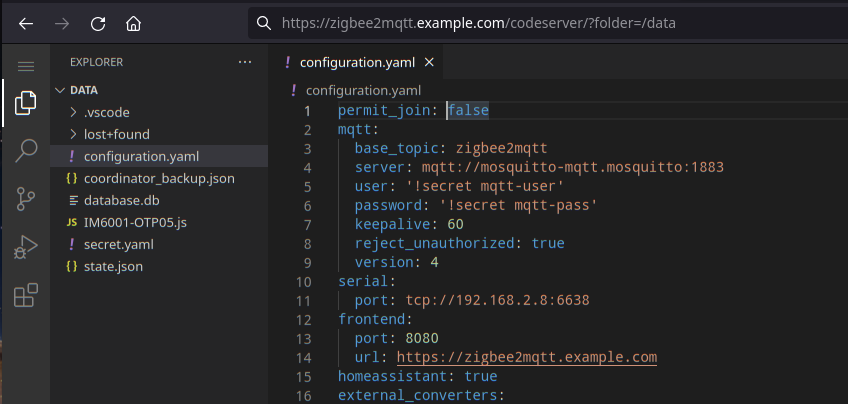 https://zigbee2mqtt.example.com/codeserver/?folder=/data
EXPLORER
DATA
.vscode
lost+found
! configuration.yaml
{} coordinator_backup.json
database.db
JS IM6001-OTP05.js
! secret.yaml
{} state.json
! configuration.yaml
! configuration.yaml
1 permit_join: false
2 mqtt:
3 base_topic: zigbee2mqtt
4 server: mqtt://mosquitto-mqtt.mosquitto:1883
5 user: '!secret mqtt-user'
6 password: '!secret mqtt-pass'
7 keepalive: 60
8 reject_unauthorized: true
9 version: 4
10 serial:
11 port: tcp://192.168.2.8:6638
12 frontend:
13 port: 8080
14 url: https://zigbee2mqtt.example.com
15 homeassistant: true
16 external_converters: